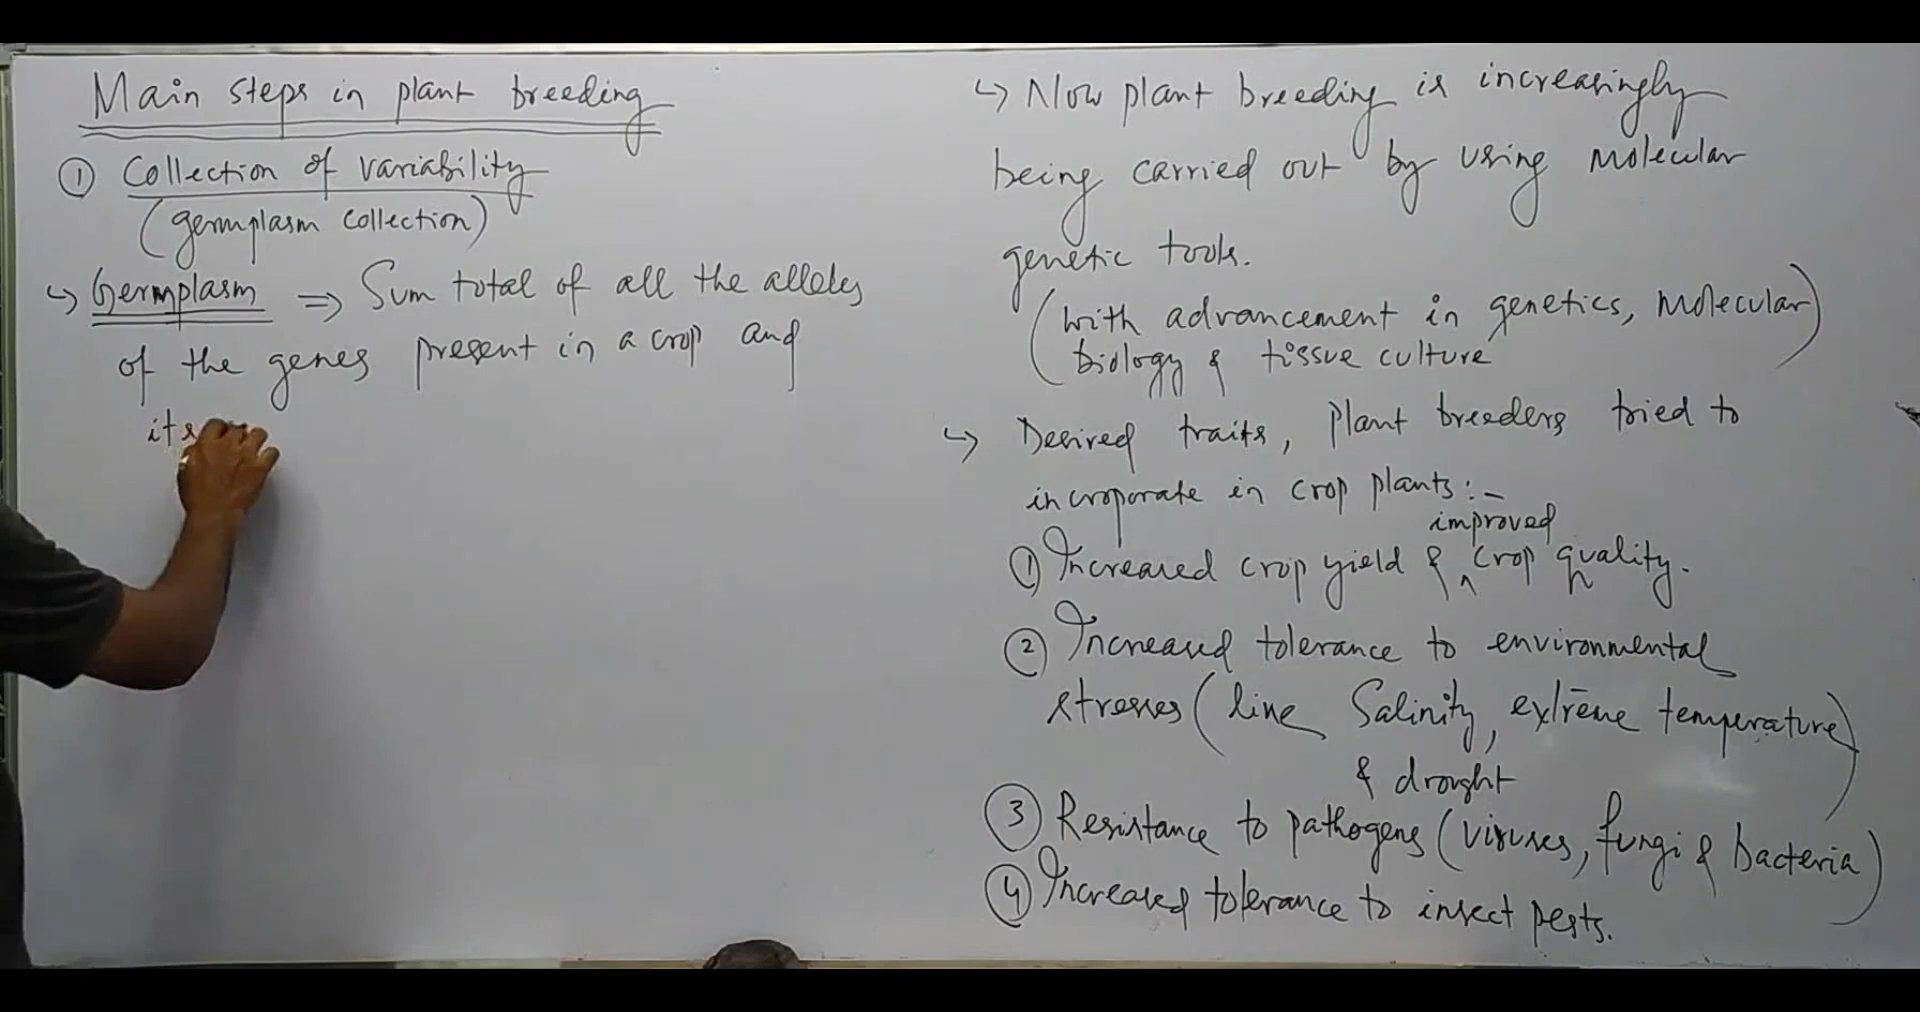 Main steps in plant breeding
① Collection of variability
(germplasm collection)
↳ Germplasm ⇒ Sum total of all the alleles
of the genes present in a crop and
its
↳ Now plant breeding is increasingly
being carried out by using molecular
genetic tools.
(with advancement in genetics, molecular
biology & tissue culture)
↳ Desired traits, Plant breeders tried to
incroporate in crop plants:-
improved
① Increased crop yield & ^ crop quality.
② Increased tolerance to environmental
stresses (like Salinity, extreme temperature
& drought)
③ Resistance to pathogens (viruses, fungi & bacteria)
④ Increased tolerance to insect pests.